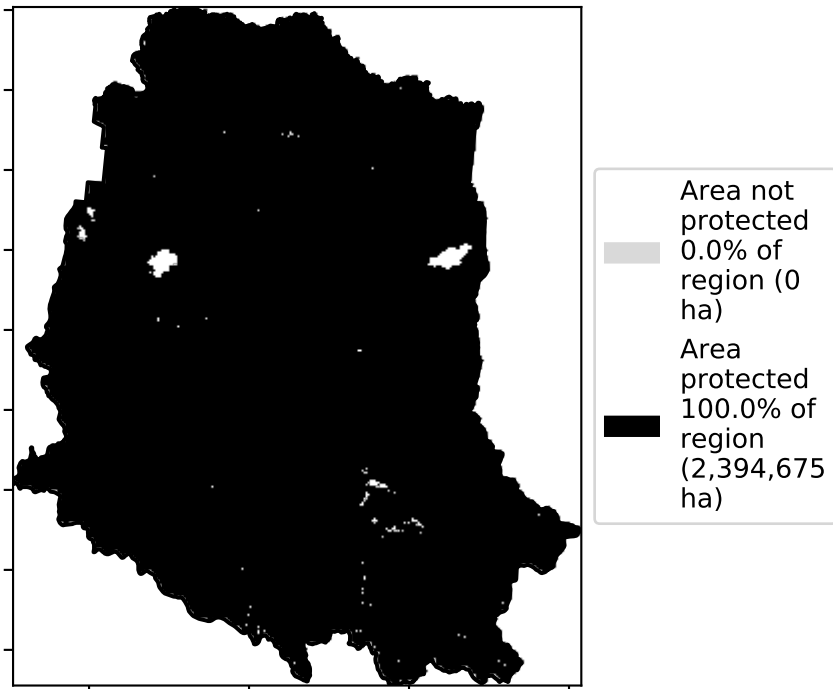 Area not
protected
0.0% of
region (0
ha)
Area
protected
100.0% of
region
(2,394,675
ha)